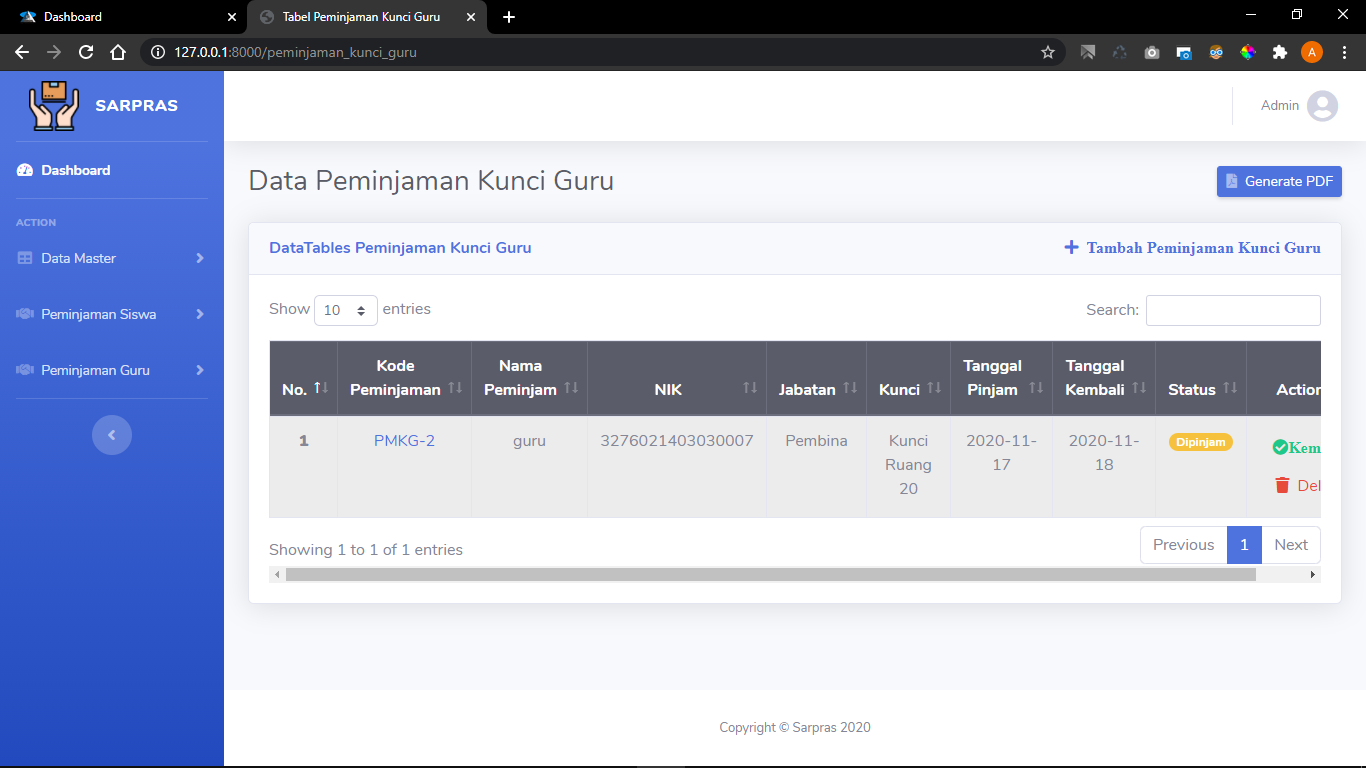 Dashboard
Tabel Peminjaman Kunci Guru
127.0.0.1:8000/peminjaman_kunci_guru
A
SARPRAS
Admin
Dashboard
ACTION
Data Master
Peminjaman Siswa
Peminjaman Guru
Data Peminjaman Kunci Guru
Generate PDF
DataTables Peminjaman Kunci Guru
Tambah Peminjaman Kunci Guru
Show 10 entries
Search:
No.
Kode
Peminjaman
Nama
Peminjam
NIK
Jabatan
Kunci
Tanggal
Pinjam
Tanggal
Kembali
Status
Action
1
PMKG-2
guru
3276021403030007
Pembina
Kunci
Ruang
20
2020-11-
17
2020-11-
18
Dipinjam
Kem
Del
Showing 1 to 1 of 1 entries
Previous
1
Next
Copyright © Sarpras 2020